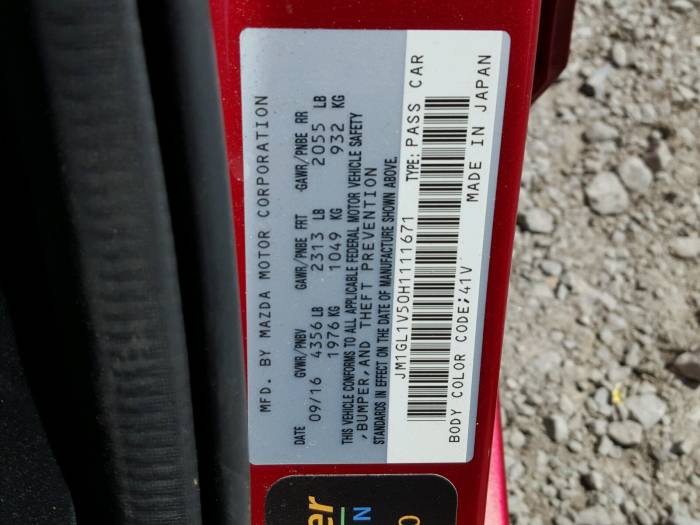 MFD. BY MAZDA MOTOR CORPORATION
DATE GVWR/PNBV GAWR/PNBE FRT GAWR/PNBE RR
09/16 4356 LB 2313 LB 2055 LB
1976 KG 1049 KG 932 KG
THIS VEHICLE CONFORMS TO ALL APPLICABLE FEDERAL MOTOR VEHICLE SAFETY
,BUMPER,AND THEFT PREVENTION
STANDARDS IN EFFECT ON THE DATE OF MANUFACTURE SHOWN ABOVE
JM1GL1V50H1111671 TYPE: PASS CAR
BODY COLOR CODE;41V MADE IN JAPAN
er
N
0